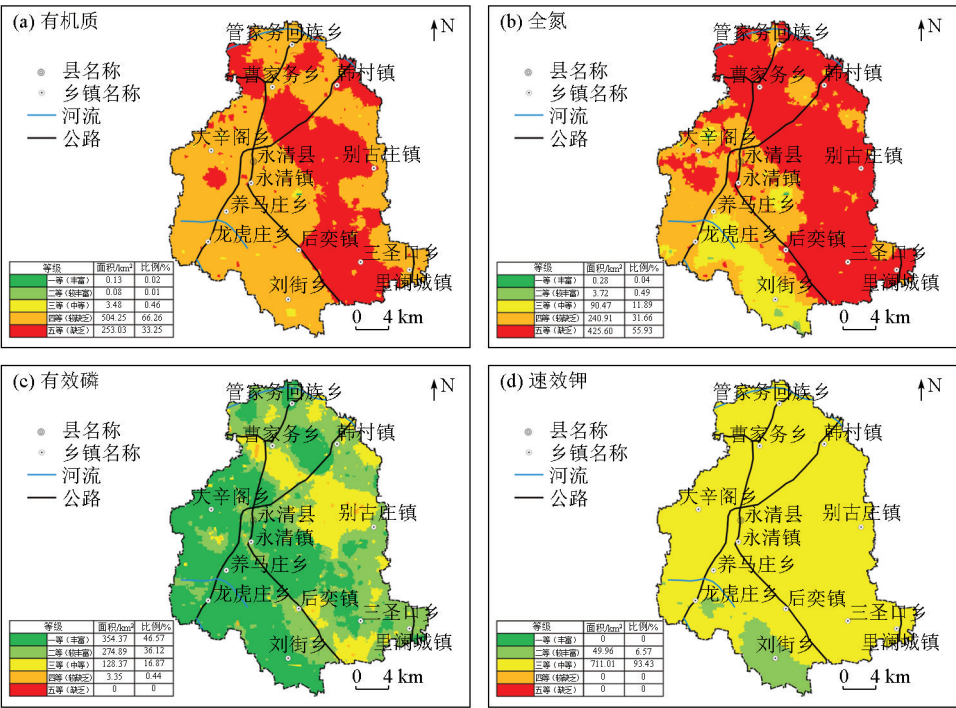 (a) 有机质
N
县名称
乡镇名称
河流
公路
管家务回族乡
曹家务乡
韩村镇
大辛阁乡
永清县
别古庄镇
永清镇
养马庄乡
龙虎庄乡
后奕镇
三圣口乡
里澜城镇
刘街乡
等级 面积/km² 比例/%
一等（丰富） 0.13 0.02
二等（较丰富） 0.08 0.01
三等（中等） 3.48 0.46
四等（较缺乏） 504.25 66.26
五等（缺乏） 253.03 33.25
0 4 km
(b) 全氮
N
县名称
乡镇名称
河流
公路
管家务回族乡
曹家务乡
韩村镇
大辛阁乡
永清县
别古庄镇
永清镇
养马庄乡
龙虎庄乡
后奕镇
三圣口乡
里澜城镇
刘街乡
等级 面积/km² 比例/%
一等（丰富） 0.28 0.04
二等（较丰富） 3.72 0.49
三等（中等） 90.47 11.89
四等（较缺乏） 240.91 31.66
五等（缺乏） 425.60 55.93
0 4 km
(c) 有效磷
N
县名称
乡镇名称
河流
公路
管家务回族乡
曹家务乡
韩村镇
大辛阁乡
永清县
别古庄镇
永清镇
养马庄乡
龙虎庄乡
后奕镇
三圣口乡
里澜城镇
刘街乡
等级 面积/km² 比例/%
一等（丰富） 354.37 46.57
二等（较丰富） 274.89 36.12
三等（中等） 128.37 16.87
四等（较缺乏） 3.35 0.44
五等（缺乏） 0 0
0 4 km
(d) 速效钾
N
县名称
乡镇名称
河流
公路
管家务回族乡
曹家务乡
韩村镇
大辛阁乡
永清县
别古庄镇
永清镇
养马庄乡
龙虎庄乡
后奕镇
三圣口乡
里澜城镇
刘街乡
等级 面积/km² 比例/%
一等（丰富） 0 0
二等（较丰富） 49.96 6.57
三等（中等） 711.01 93.43
四等（较缺乏） 0 0
五等（缺乏） 0 0
0 4 km